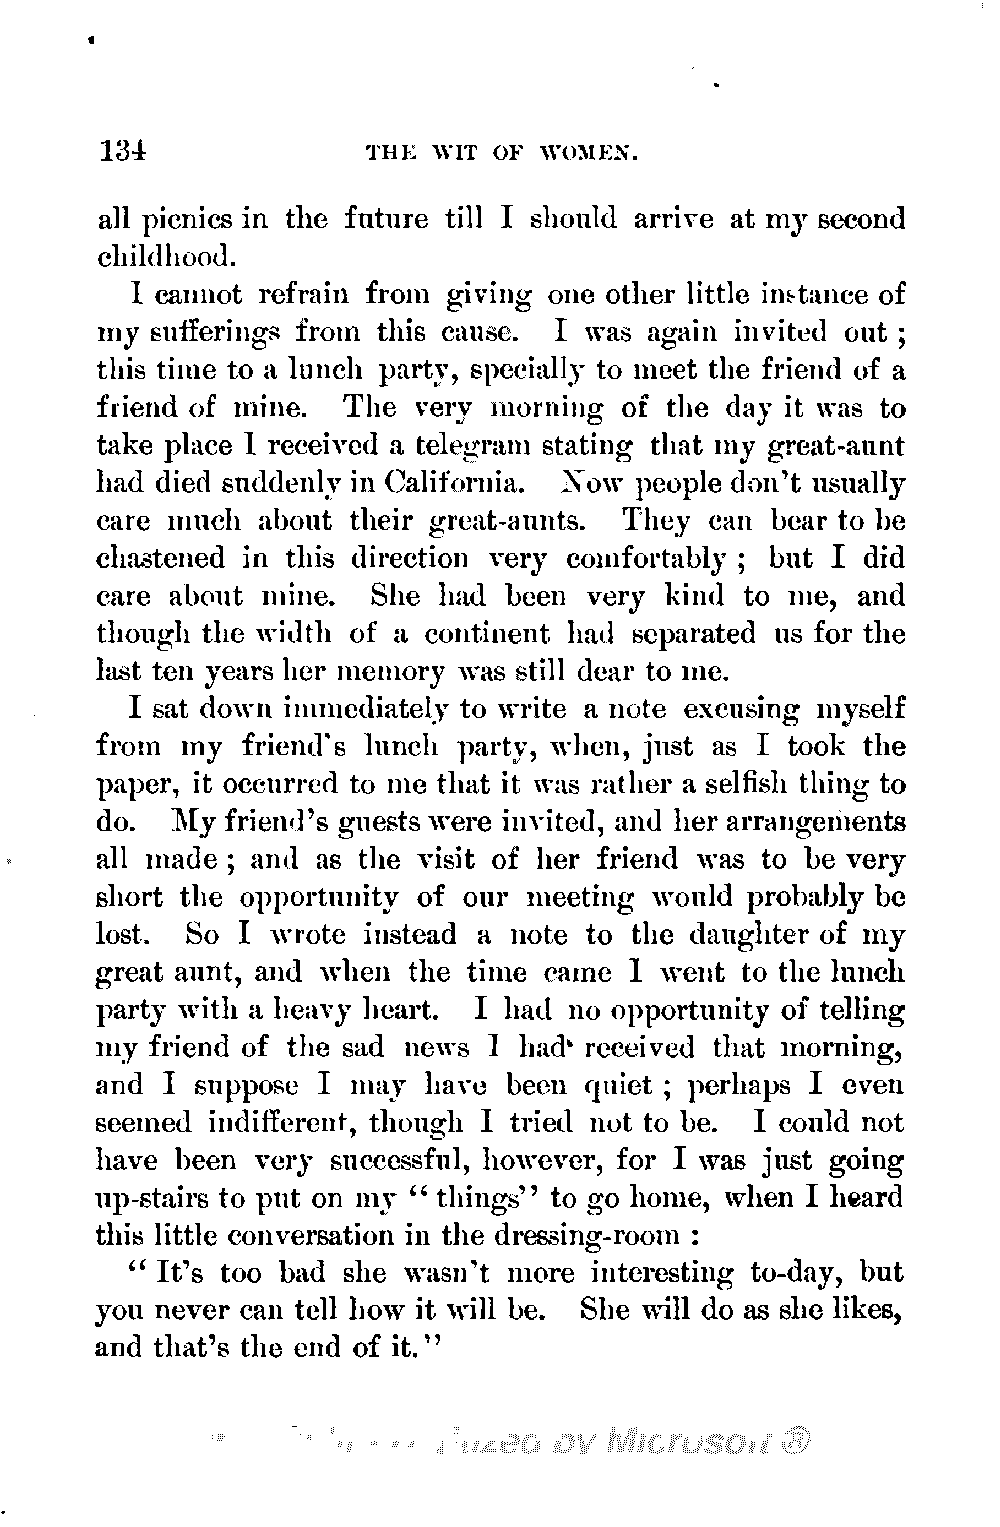 134 THE WIT OF WOMEN.
all picnics in the future till I should arrive at my second
childhood.
I cannot refrain from giving one other little instance of
my sufferings from this cause. I was again invited out ;
this time to a lunch party, specially to meet the friend of a
friend of mine. The very morning of the day it was to
take place I received a telegram stating that my great-aunt
had died suddenly in California. Now people don't usually
care much about their great-aunts. They can bear to be
chastened in this direction very comfortably ; but I did
care about mine. She had been very kind to me, and
though the width of a continent had separated us for the
last ten years her memory was still dear to me.
I sat down immediately to write a note excusing myself
from my friend's lunch party, when, just as I took the
paper, it occurred to me that it was rather a selfish thing to
do. My friend's guests were invited, and her arrangements
all made ; and as the visit of her friend was to be very
short the opportunity of our meeting would probably be
lost. So I wrote instead a note to the daughter of my
great aunt, and when the time came I went to the lunch
party with a heavy heart. I had no opportunity of telling
my friend of the sad news I had received that morning,
and I suppose I may have been quiet ; perhaps I even
seemed indifferent, though I tried not to be. I could not
have been very successful, however, for I was just going
up-stairs to put on my “ things” to go home, when I heard
this little conversation in the dressing-room :
“ It's too bad she wasn't more interesting to-day, but
you never can tell how it will be. She will do as she likes,
and that's the end of it.”
by Microsoft ®